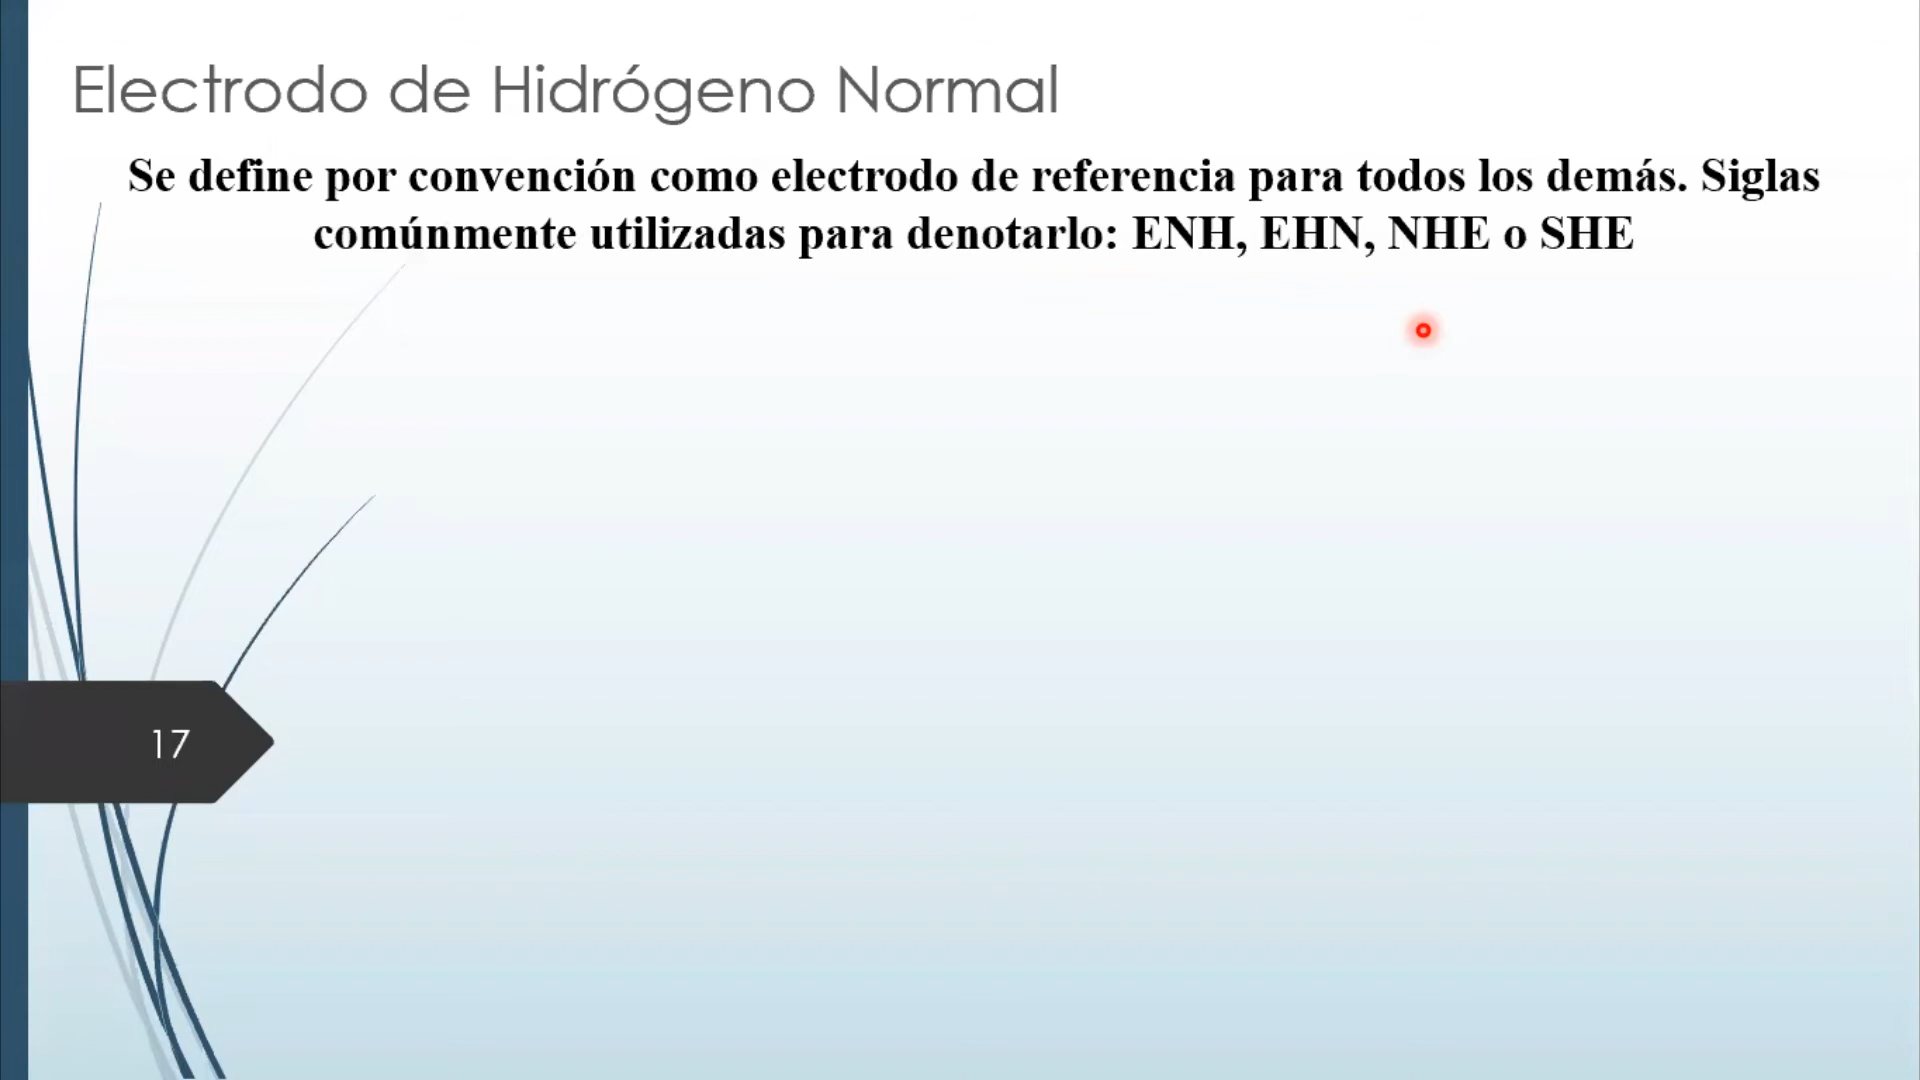 Electrodo de Hidrógeno Normal
Se define por convención como electrodo de referencia para todos los demás. Siglas
comúnmente utilizadas para denotarlo: ENH, EHN, NHE o SHE
17